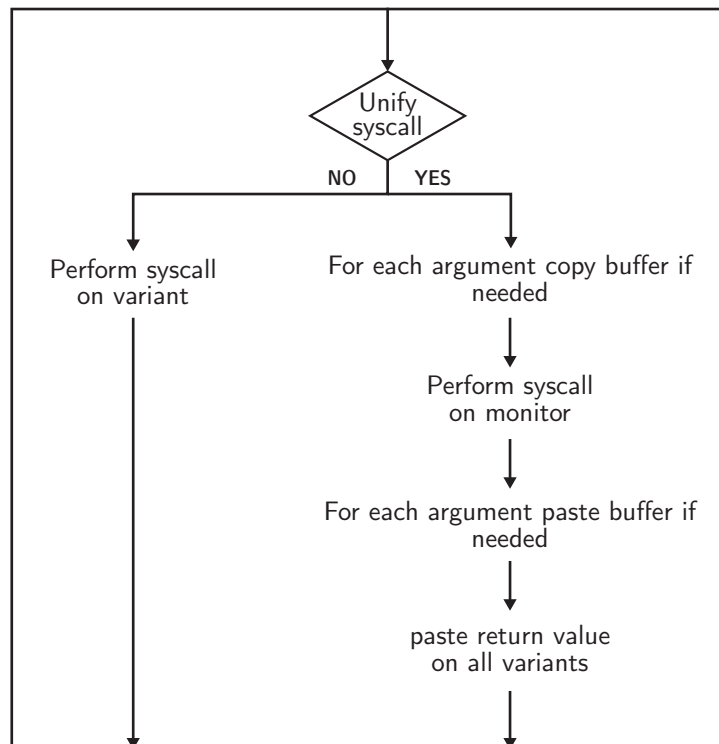 Unify
syscall
NO
YES
Perform syscall
on variant
For each argument copy buffer if
needed
Perform syscall
on monitor
For each argument paste buffer if
needed
paste return value
on all variants